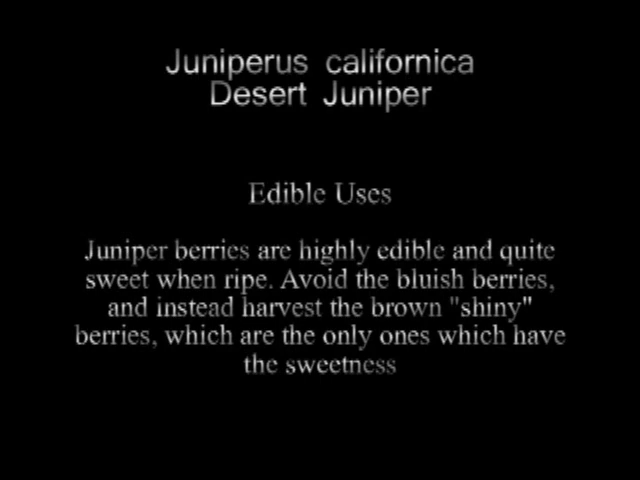 Juniperus californica
Desert Juniper
Edible Uses
Juniper berries are highly edible and quite
sweet when ripe. Avoid the bluish berries,
and instead harvest the brown "shiny"
berries, which are the only ones which have
the sweetness